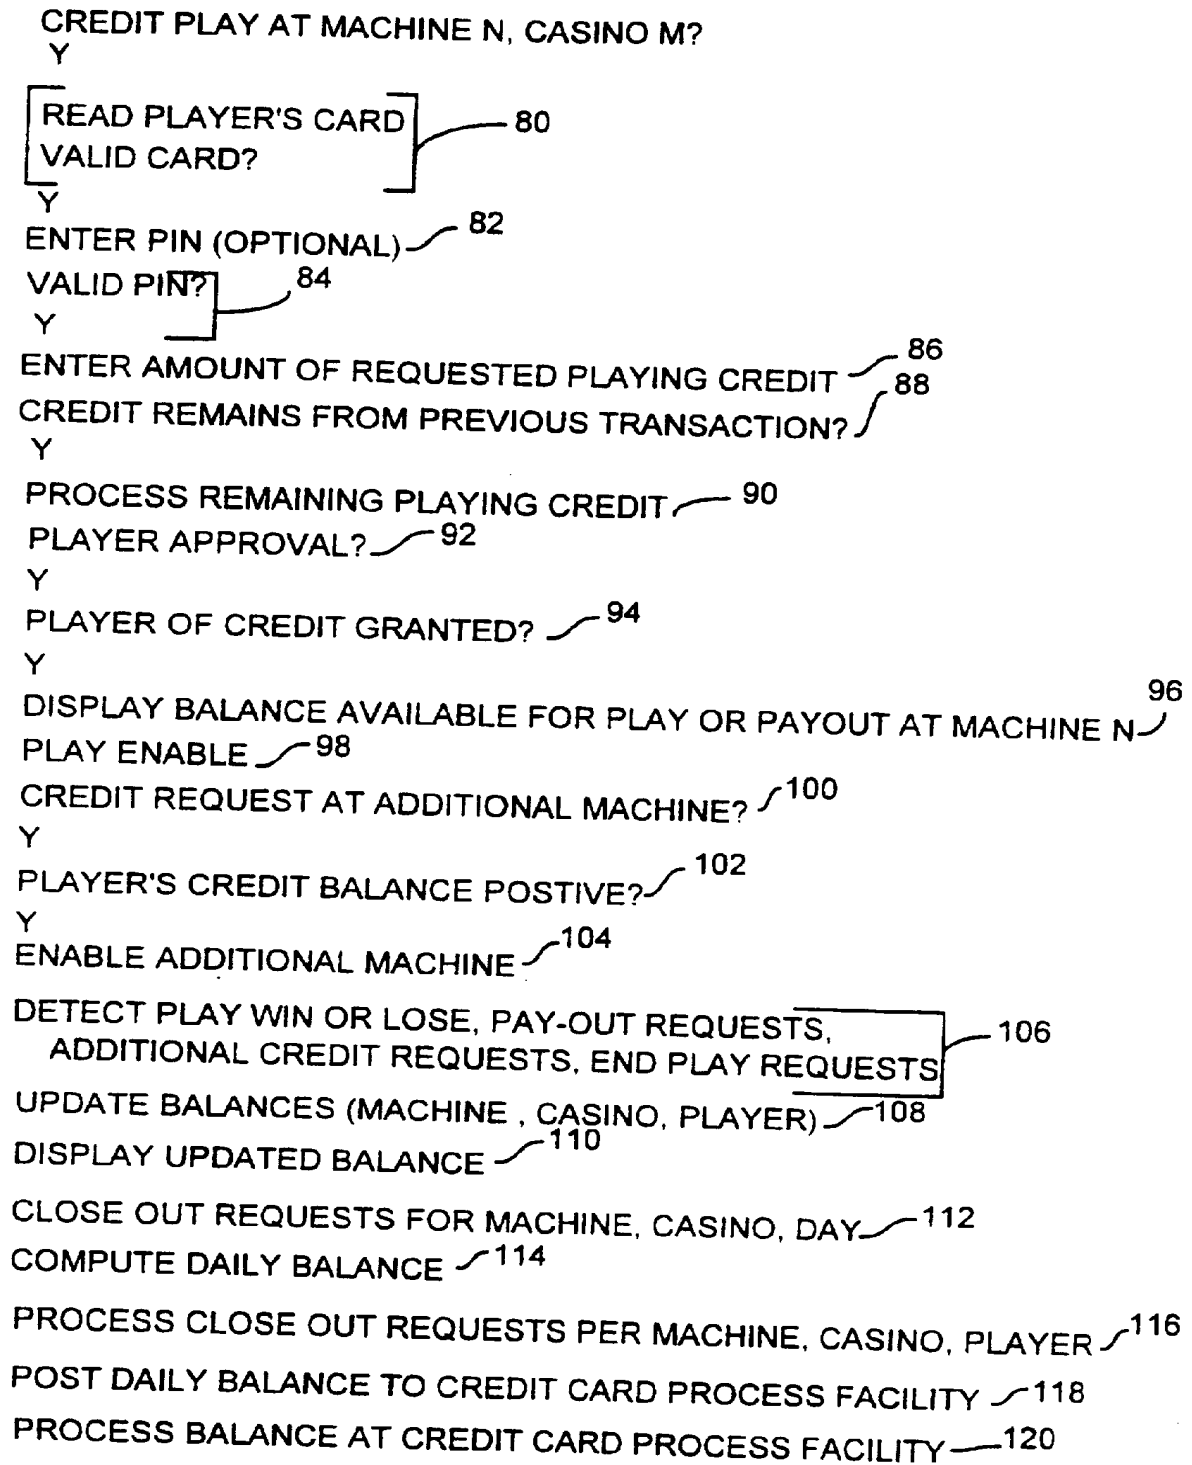 CREDIT PLAY AT MACHINE N, CASINO M?
Y
READ PLAYER'S CARD
VALID CARD?
80
Y
ENTER PIN (OPTIONAL) 82
VALID PIN? 84
Y
ENTER AMOUNT OF REQUESTED PLAYING CREDIT 86
CREDIT REMAINS FROM PREVIOUS TRANSACTION? 88
Y
PROCESS REMAINING PLAYING CREDIT 90
PLAYER APPROVAL? 92
Y
PLAYER OF CREDIT GRANTED? 94
Y
DISPLAY BALANCE AVAILABLE FOR PLAY OR PAYOUT AT MACHINE N 96
PLAY ENABLE 98
CREDIT REQUEST AT ADDITIONAL MACHINE? 100
Y
PLAYER'S CREDIT BALANCE POSTIVE? 102
Y
ENABLE ADDITIONAL MACHINE 104
DETECT PLAY WIN OR LOSE, PAY-OUT REQUESTS, 106
ADDITIONAL CREDIT REQUESTS, END PLAY REQUESTS
UPDATE BALANCES (MACHINE , CASINO, PLAYER) 108
DISPLAY UPDATED BALANCE 110
CLOSE OUT REQUESTS FOR MACHINE, CASINO, DAY 112
COMPUTE DAILY BALANCE 114
PROCESS CLOSE OUT REQUESTS PER MACHINE, CASINO, PLAYER 116
POST DAILY BALANCE TO CREDIT CARD PROCESS FACILITY 118
PROCESS BALANCE AT CREDIT CARD PROCESS FACILITY 120